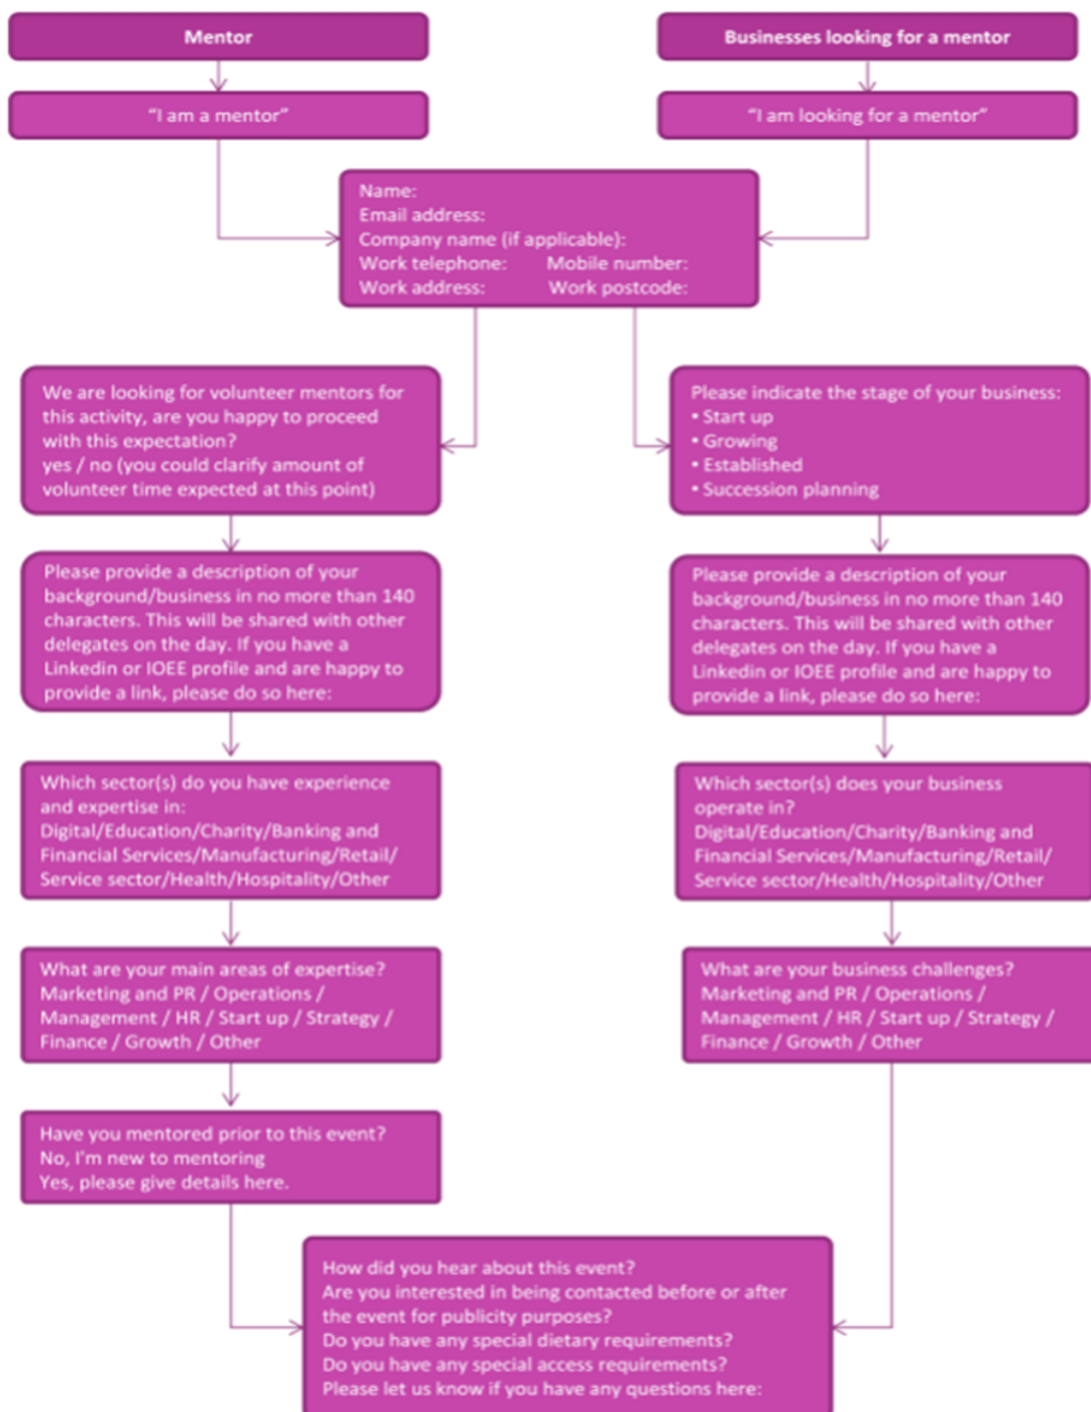 Mentor
Businesses looking for a mentor
“I am a mentor”
“I am looking for a mentor”
Name:
Email address:
Company name (if applicable):
Work telephone: Mobile number:
Work address: Work postcode:
We are looking for volunteer mentors for
this activity, are you happy to proceed
with this expectation?
yes / no (you could clarify amount of
volunteer time expected at this point)
Please indicate the stage of your business:
• Start up
• Growing
• Established
• Succession planning
Please provide a description of your
background/business in no more than 140
characters. This will be shared with other
delegates on the day. If you have a
Linkedin or IOEE profile and are happy to
provide a link, please do so here:
Please provide a description of your
background/business in no more than 140
characters. This will be shared with other
delegates on the day. If you have a
Linkedin or IOEE profile and are happy to
provide a link, please do so here:
Which sector(s) do you have experience
and expertise in:
Digital/Education/Charity/Banking and
Financial Services/Manufacturing/Retail/
Service sector/Health/Hospitality/Other
Which sector(s) does your business
operate in?
Digital/Education/Charity/Banking and
Financial Services/Manufacturing/Retail/
Service sector/Health/Hospitality/Other
What are your main areas of expertise?
Marketing and PR / Operations /
Management / HR / Start up / Strategy /
Finance / Growth / Other
What are your business challenges?
Marketing and PR / Operations /
Management / HR / Start up / Strategy /
Finance / Growth / Other
Have you mentored prior to this event?
No, I'm new to mentoring
Yes, please give details here.
How did you hear about this event?
Are you interested in being contacted before or after
the event for publicity purposes?
Do you have any special dietary requirements?
Do you have any special access requirements?
Please let us know if you have any questions here: